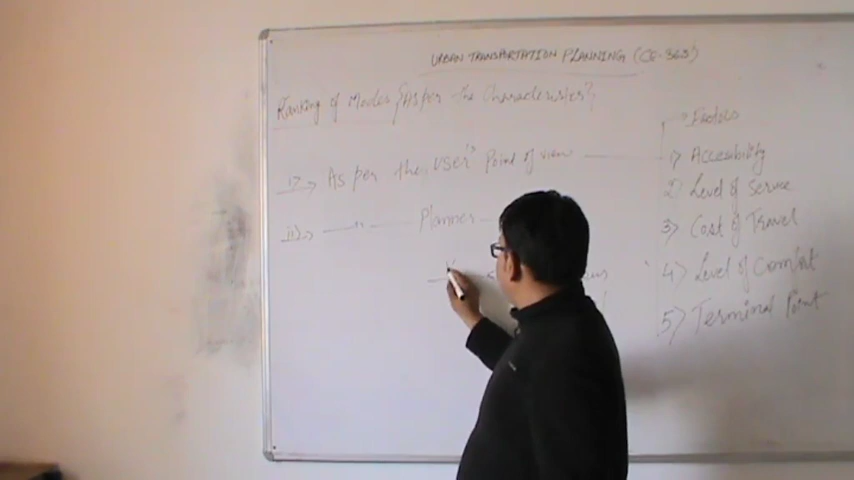 URBAN TRANSPORTATION PLANNING (CE-363)
Ranking of Modes {As per the Characteristics}
Factors
i) As per the user's Point of view
1) Accessibility
2) Level of Service
ii) —— " —— Planner
3) Cost of Travel
4) Level of Comfort
5) Terminal Point